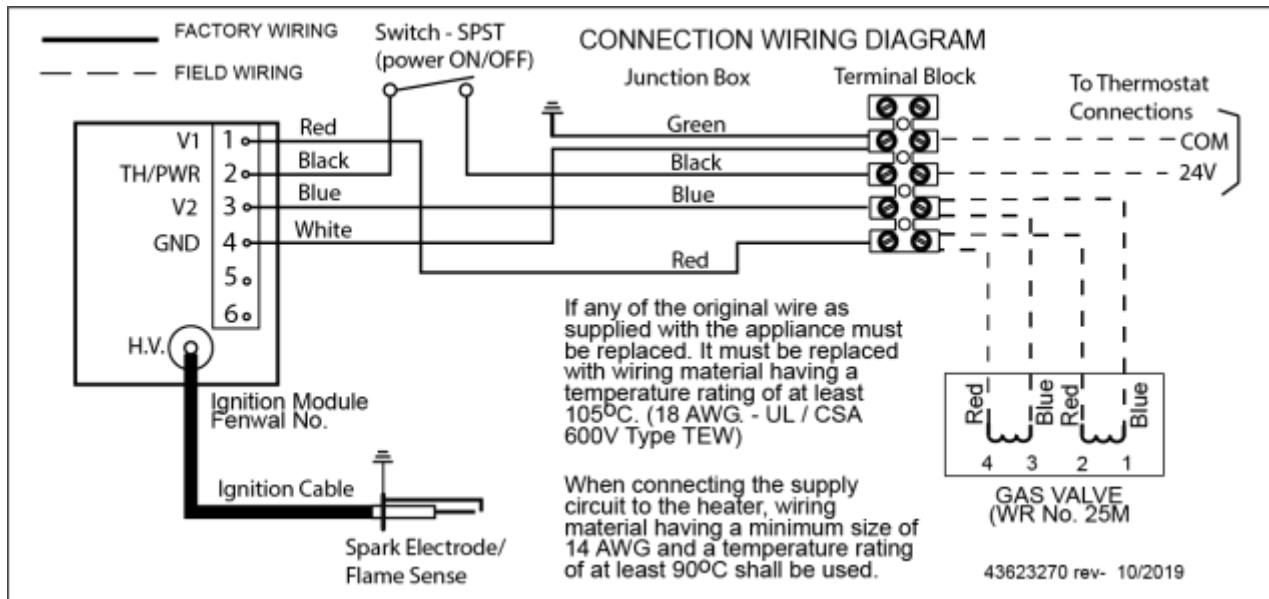 FACTORY WIRING
FIELD WIRING
Switch - SPST
(power ON/OFF)
CONNECTION WIRING DIAGRAM
Junction Box
Terminal Block
To Thermostat
Connections
COM
24V
V1 1
TH/PWR 2
V2 3
GND 4
5
6
H.V.
Red
Black
Blue
White
Green
Black
Blue
Red
Ignition Module
Fenwal No.
Ignition Cable
Spark Electrode/
Flame Sense
If any of the original wire as
supplied with the appliance must
be replaced. It must be replaced
with wiring material having a
temperature rating of at least
105ºC. (18 AWG. - UL / CSA
600V Type TEW)
When connecting the supply
circuit to the heater, wiring
material having a minimum size of
14 AWG and a temperature rating
of at least 90ºC shall be used.
Red Blue Red Blue
4 3 2 1
GAS VALVE
(WR No. 25M
43623270 rev- 10/2019